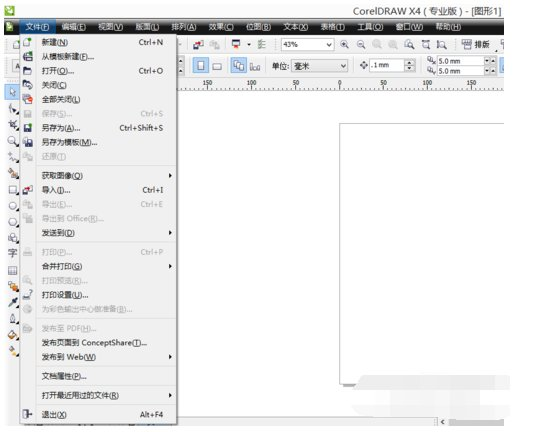 CorelDRAW X4 ( 专业版 ) - [图形1]
文件(F) 编辑(E) 视图(V) 版面(L) 排列(A) 效果(C) 位图(B) 文本(X) 表格(T) 工具(O) 窗口(W) 帮助(H)
新建(N) Ctrl+N
43%
排版
从模板新建(F)...
打开(O)... Ctrl+O
单位: 毫米
.1 mm
5.0 mm
5.0 mm
关闭(C)
全部关闭(L)
150 100 50 0 50 100 150
保存(S)... Ctrl+S
另存为(A)... Ctrl+Shift+S
另存为模板(M)...
还原(T)
获取图像(Q)
导入(I)... Ctrl+I
导出(E)... Ctrl+E
导出到 Office(R)...
发送到(D)
打印(P)... Ctrl+P
合并打印(G)
打印预览(R)...
打印设置(U)...
为彩色输出中心做准备(B)...
发布至 PDF(H)...
发布页面到 ConceptShare(T)...
发布到 Web(W)
文档属性(P)...
打开最近用过的文件(R)
退出(X) Alt+F4